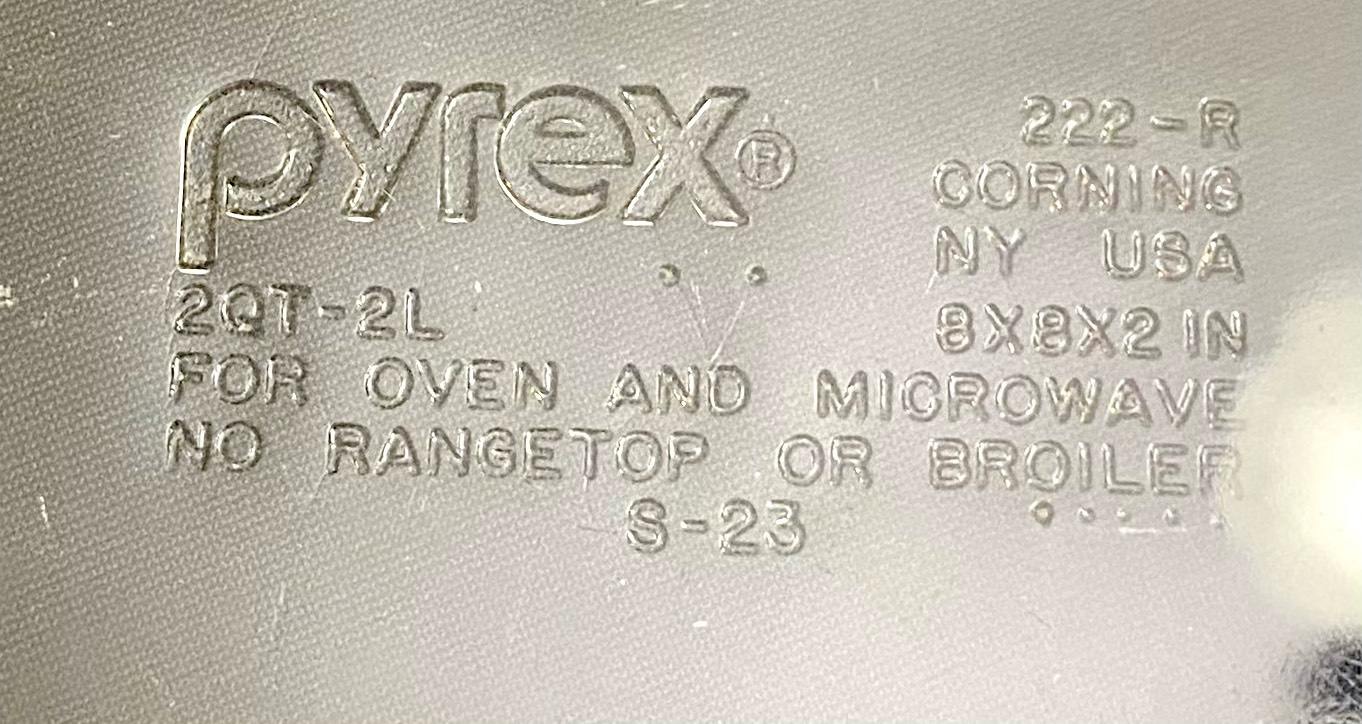 pyrex®
222-R
CORNING
NY USA
2QT-2L
8X8X2 IN
FOR OVEN AND MICROWAVE
NO RANGETOP OR BROILER
S-23